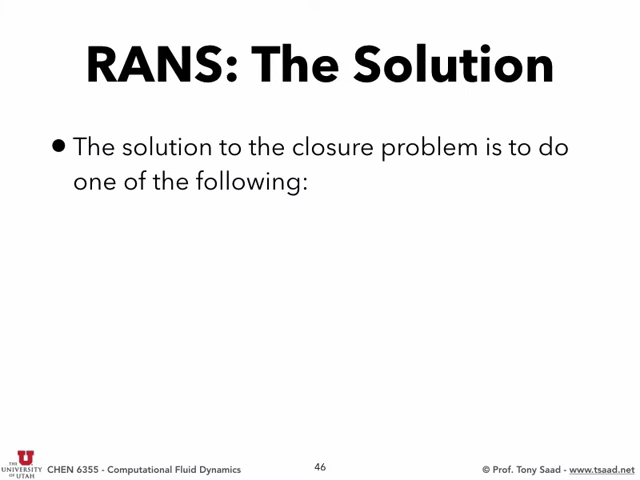 RANS: The Solution
• The solution to the closure problem is to do
one of the following:
U
THE
UNIVERSITY
OF UTAH
CHEN 6355 - Computational Fluid Dynamics
46
© Prof. Tony Saad - www.tsaad.net